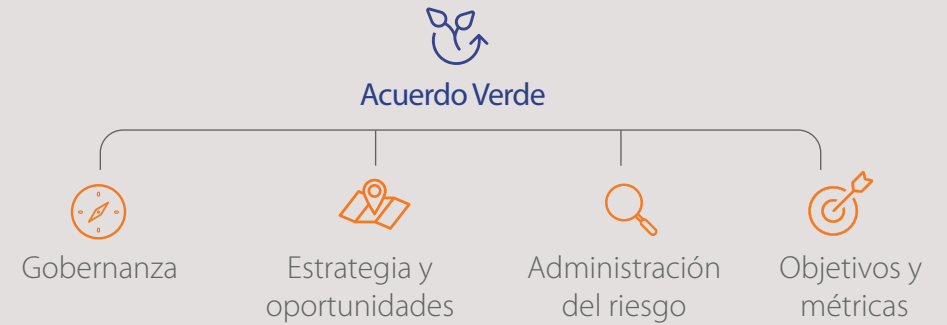 Acuerdo Verde
Gobernanza
Estrategia y
oportunidades
Administración
del riesgo
Objetivos y
métricas